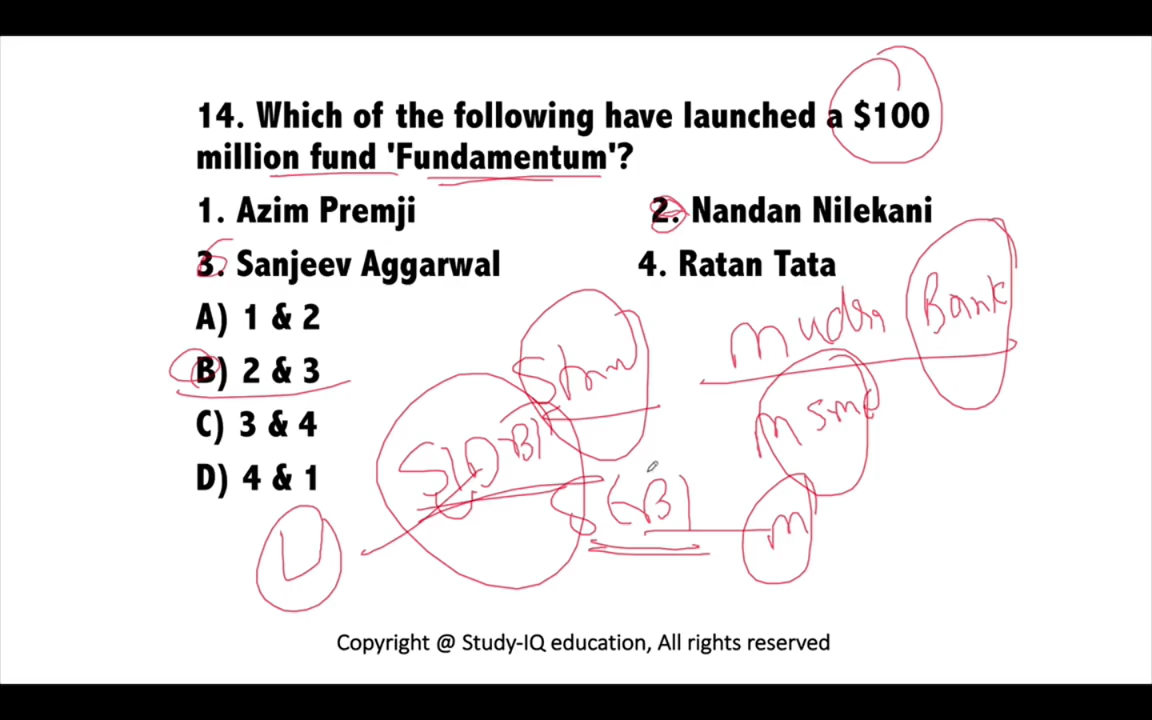 14. Which of the following have launched a $100
million fund 'Fundamentum'?
1. Azim Premji 2. Nandan Nilekani
3. Sanjeev Aggarwal 4. Ratan Tata
A) 1 & 2
Mudra Bank
B) 2 & 3
C) 3 & 4
SIDBI
D) 4 & 1
M
Copyright @ Study-IQ education, All rights reserved